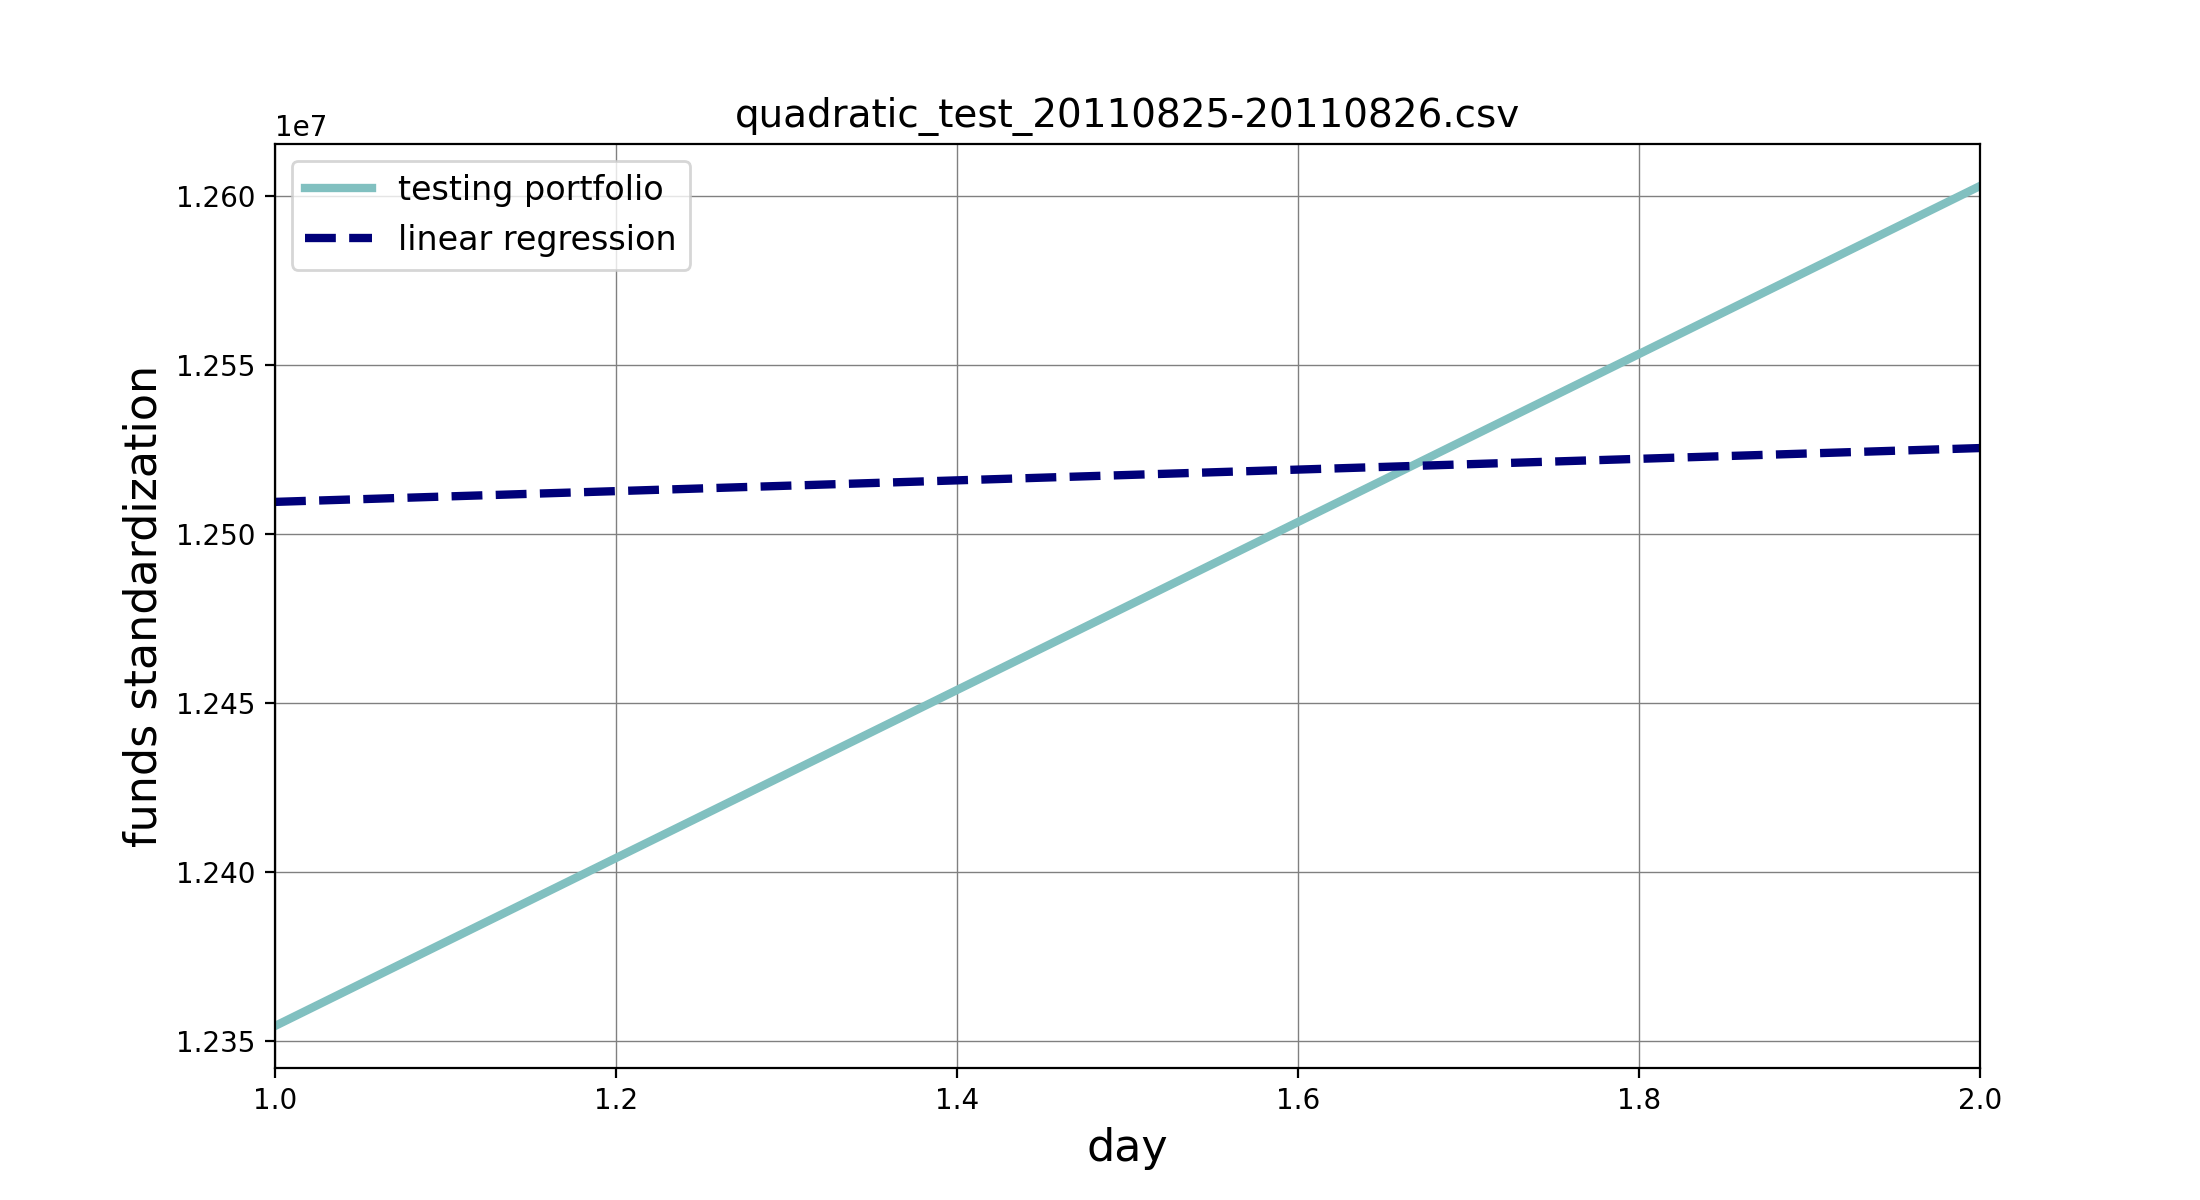 quadratic_test_20110825-20110826.csv
1e7
testing portfolio
linear regression
1.260
1.255
1.250
1.245
1.240
1.235
funds standardization
1.0 1.2 1.4 1.6 1.8 2.0
day